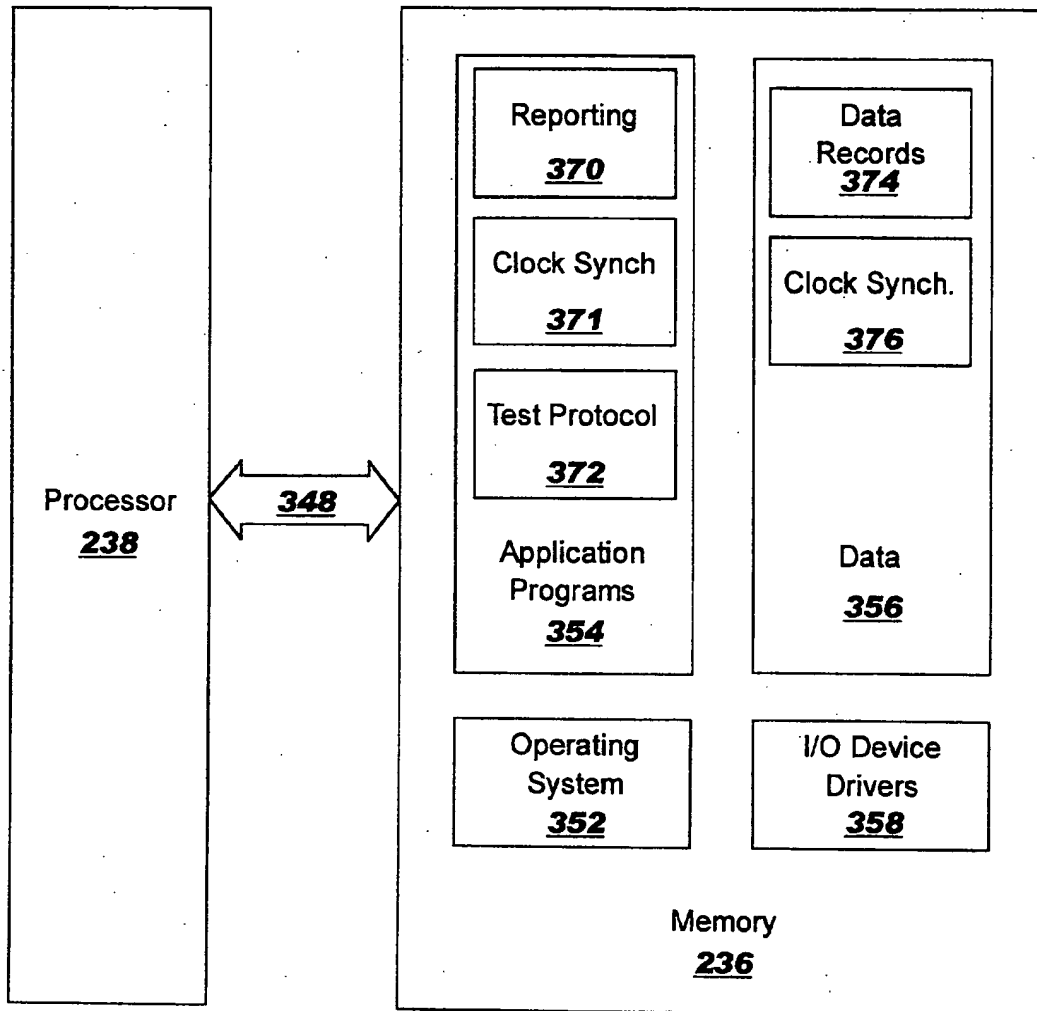 Processor
238
348
Reporting
370
Clock Synch
371
Test Protocol
372
Application
Programs
354
Data
Records
374
Clock Synch.
376
Data
356
Operating
System
352
I/O Device
Drivers
358
Memory
236